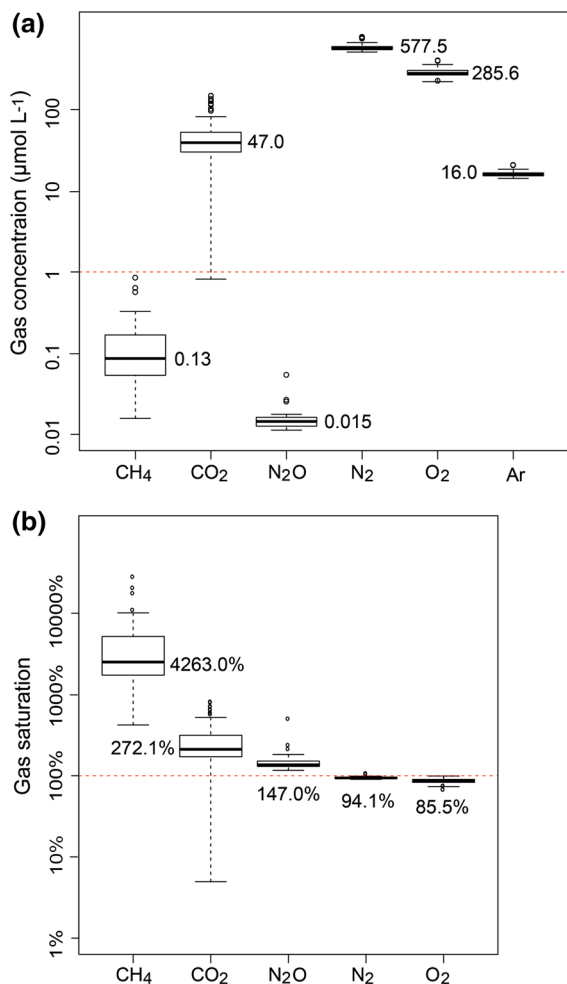 (a)
Gas concentraion (µmol L-1)
100
10
1
0.1
0.01
0.13
47.0
0.015
577.5
285.6
16.0
CH4
CO2
N2O
N2
O2
Ar
(b)
Gas saturation
10000%
1000%
100%
10%
1%
4263.0%
272.1%
147.0%
94.1%
85.5%
CH4
CO2
N2O
N2
O2